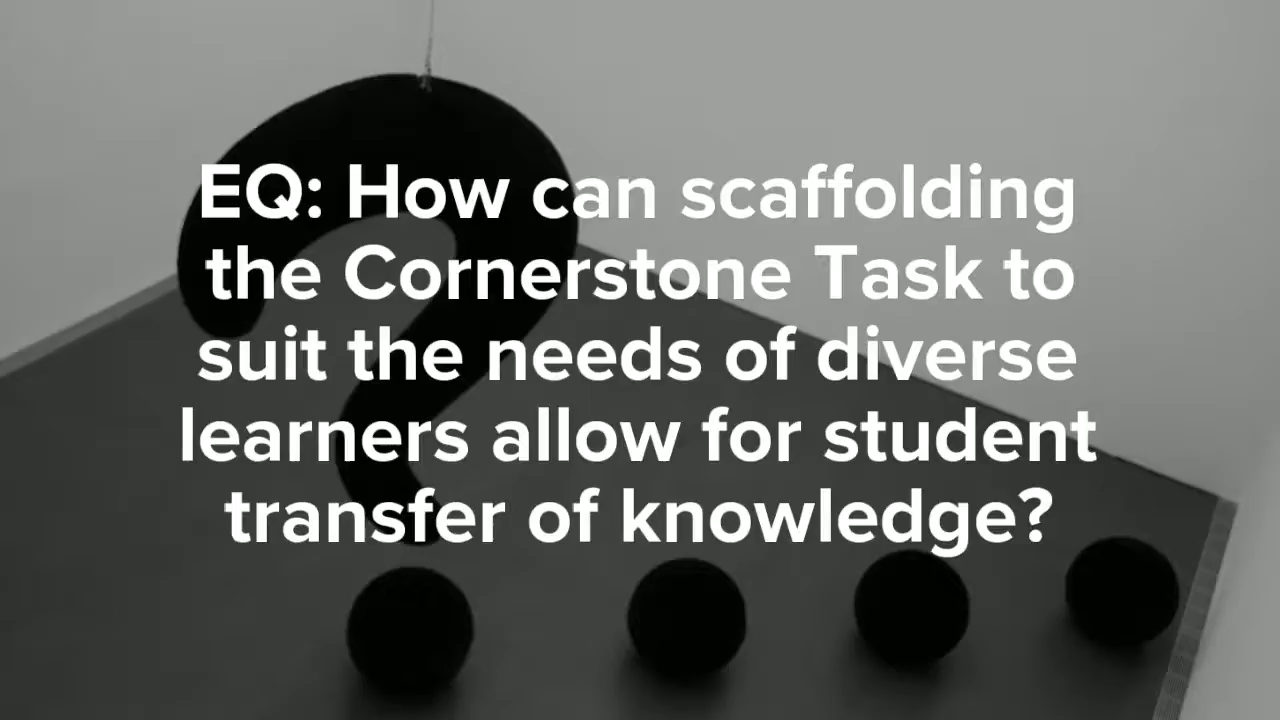 EQ: How can scaffolding
the Cornerstone Task to
suit the needs of diverse
learners allow for student
transfer of knowledge?